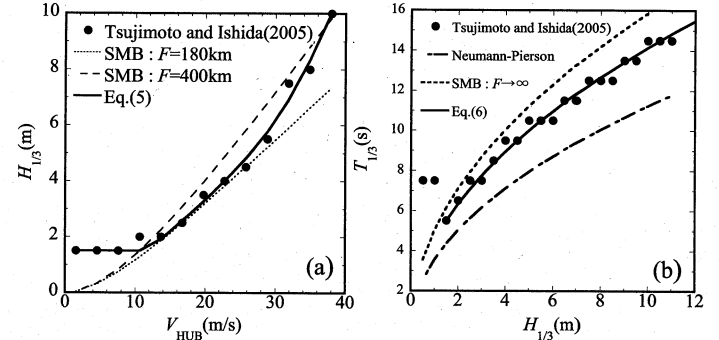 Tsujimoto and Ishida(2005)
SMB : F=180km
SMB : F=400km
Eq.(5)
10
8
6
4
2
0
0
10
20
30
40
H1/3(m)
VHUB(m/s)
(a)
Tsujimoto and Ishida(2005)
Neumann-Pierson
SMB : F→∞
Eq.(6)
16
14
12
10
8
6
4
2
0
2
4
6
8
10
12
T1/3(s)
H1/3(m)
(b)